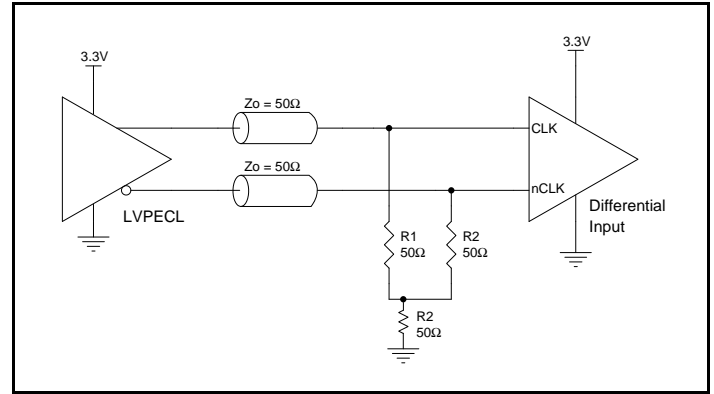 3.3V
3.3V
Zo = 50Ω
CLK
Zo = 50Ω
nCLK
LVPECL
Differential
Input
R1
50Ω
R2
50Ω
R2
50Ω